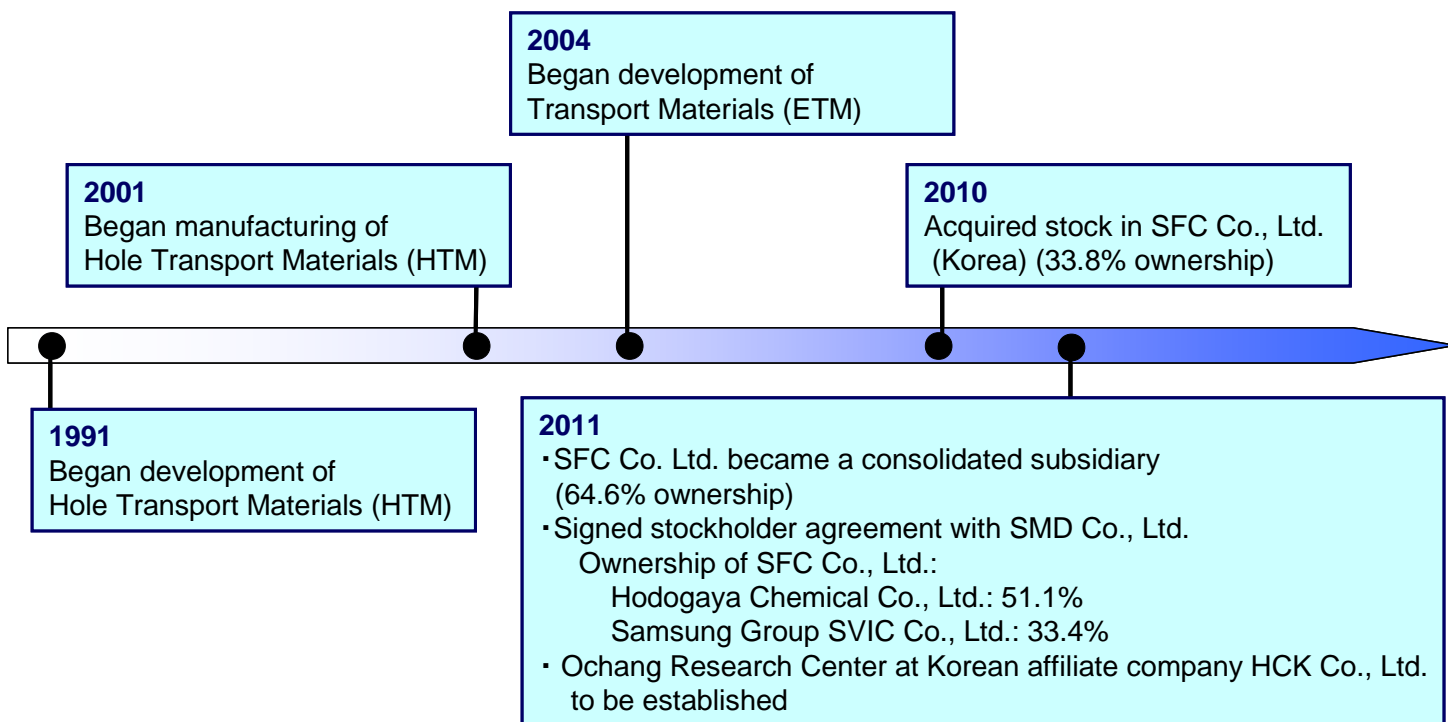 2004
Began development of
Transport Materials (ETM)
2001
Began manufacturing of
Hole Transport Materials (HTM)
2010
Acquired stock in SFC Co., Ltd.
(Korea) (33.8% ownership)
1991
Began development of
Hole Transport Materials (HTM)
2011
・SFC Co. Ltd. became a consolidated subsidiary
(64.6% ownership)
・Signed stockholder agreement with SMD Co., Ltd.
Ownership of SFC Co., Ltd.:
Hodogaya Chemical Co., Ltd.: 51.1%
Samsung Group SVIC Co., Ltd.: 33.4%
・ Ochang Research Center at Korean affiliate company HCK Co., Ltd.
to be established